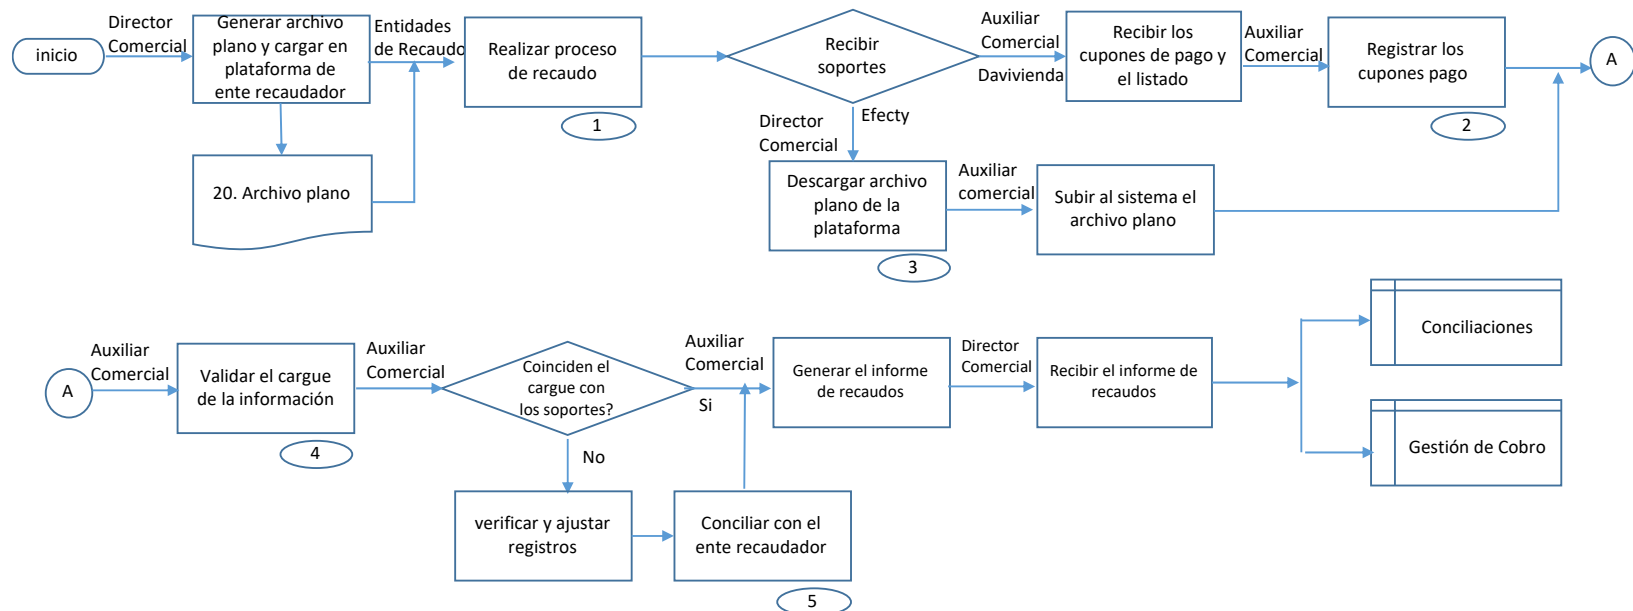 inicio
Director
Comercial
Generar archivo
plano y cargar en
plataforma de
ente recaudador
Entidades
de Recaudo
Realizar proceso
de recaudo
1
20. Archivo plano
Recibir
soportes
Auxiliar
Comercial
Davivienda
Recibir los
cupones de pago y
el listado
Auxiliar
Comercial
Registrar los
cupones pago
2
A
Efecty
Director
Comercial
Descargar archivo
plano de la
plataforma
3
Auxiliar
comercial
Subir al sistema el
archivo plano
A
Auxiliar
Comercial
Validar el cargue
de la información
4
Auxiliar
Comercial
Coinciden el
cargue con
los soportes?
Auxiliar
Comercial
Si
No
verificar y ajustar
registros
Conciliar con el
ente recaudador
5
Generar el informe
de recaudos
Director
Comercial
Recibir el informe de
recaudos
Conciliaciones
Gestión de Cobro